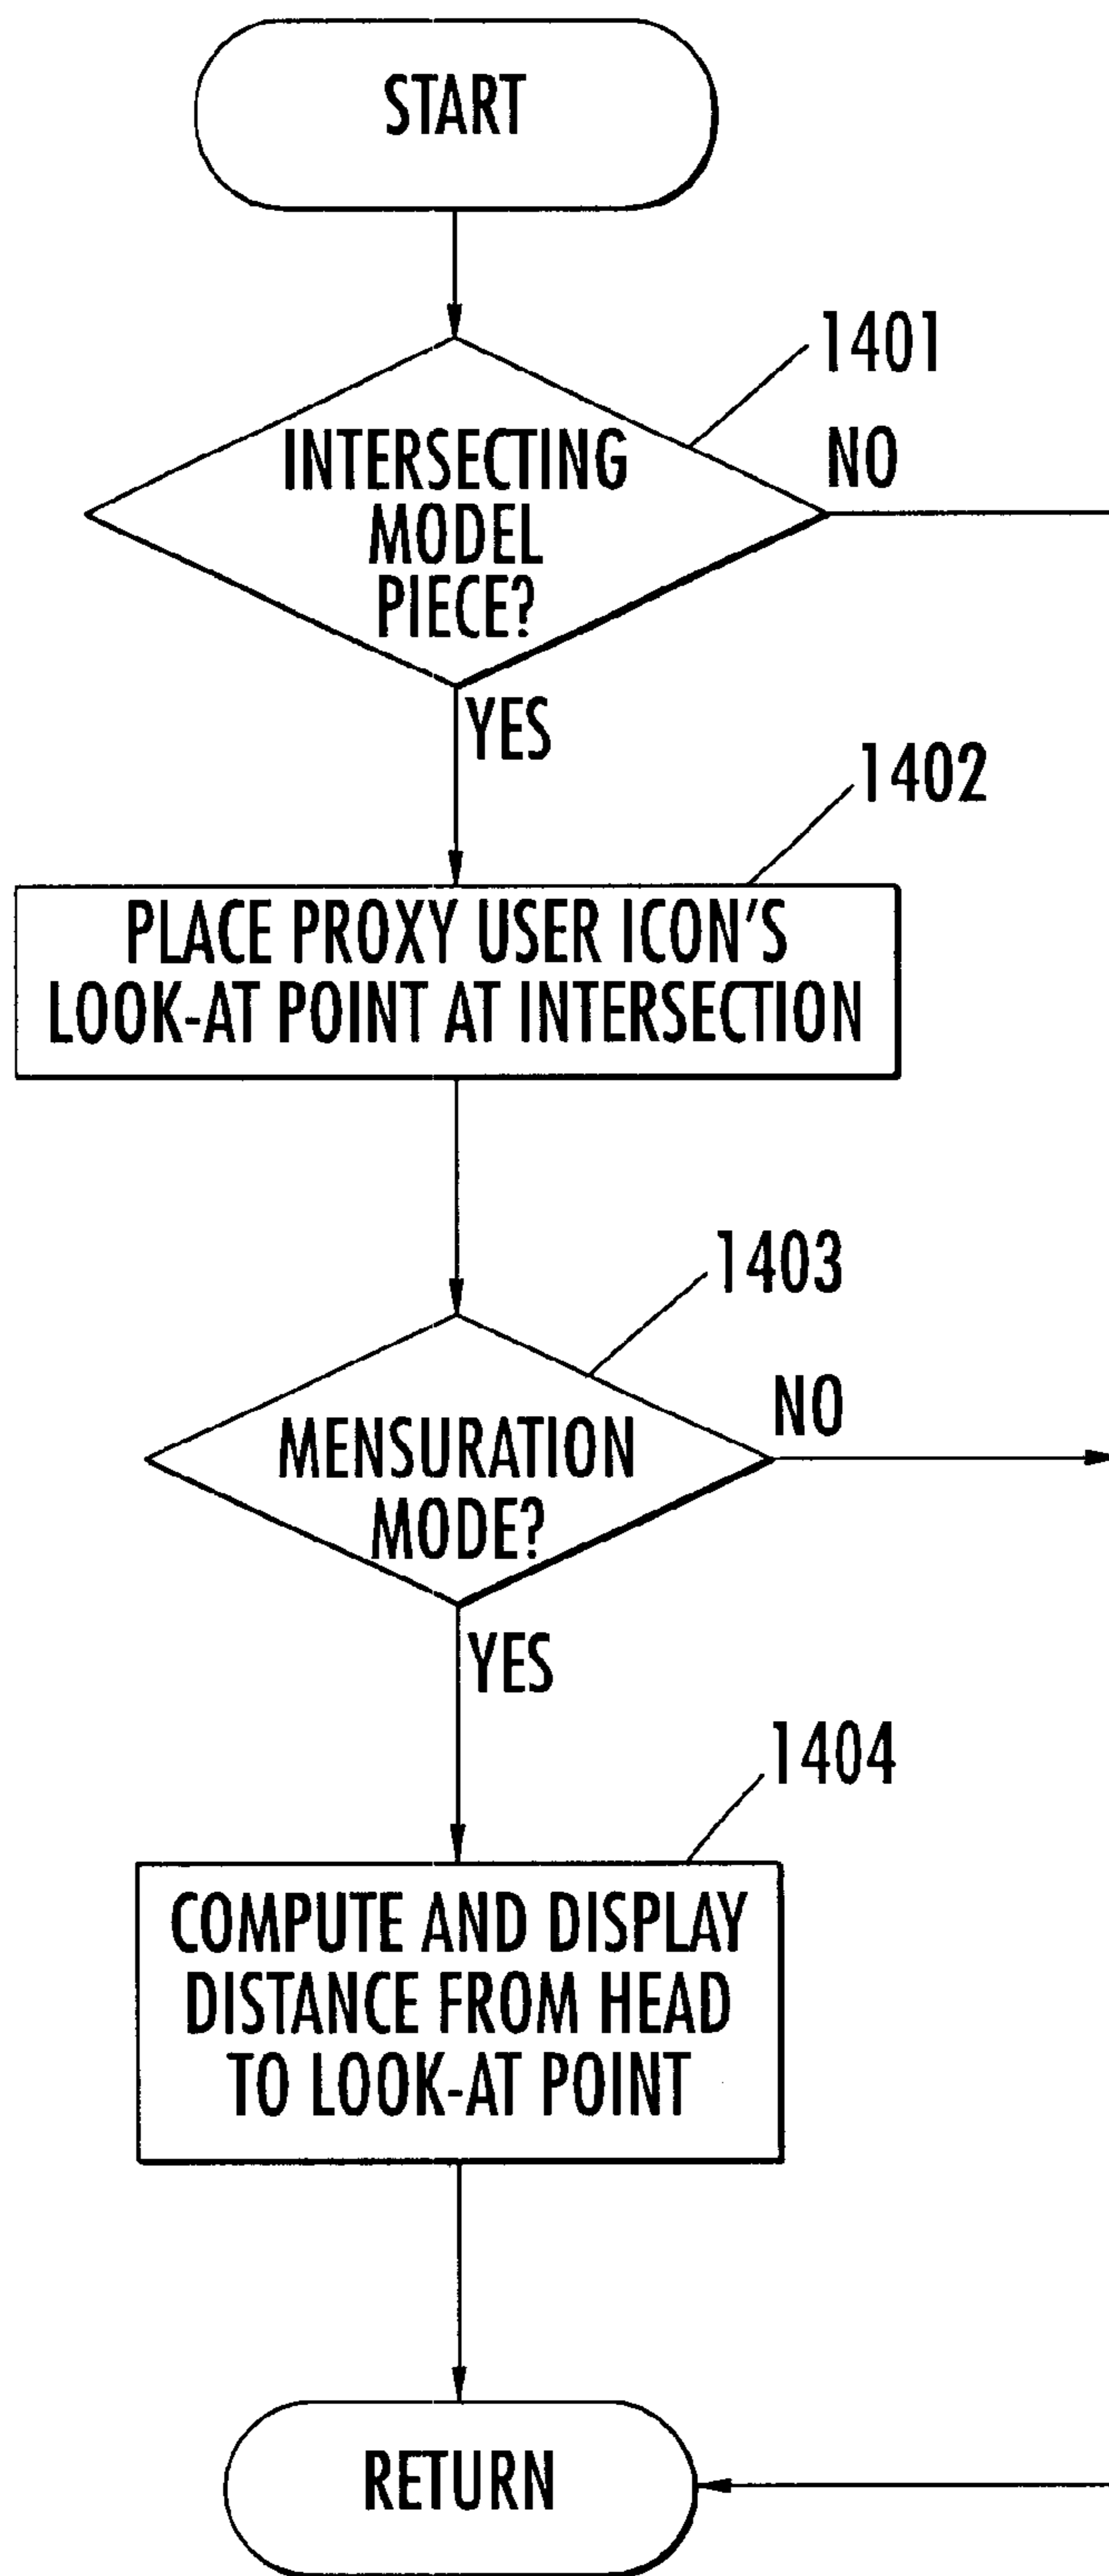 START
1401
INTERSECTING
MODEL
PIECE?
NO
YES
1402
PLACE PROXY USER ICON'S
LOOK-AT POINT AT INTERSECTION
1403
MENSURATION
MODE?
NO
YES
1404
COMPUTE AND DISPLAY
DISTANCE FROM HEAD
TO LOOK-AT POINT
RETURN